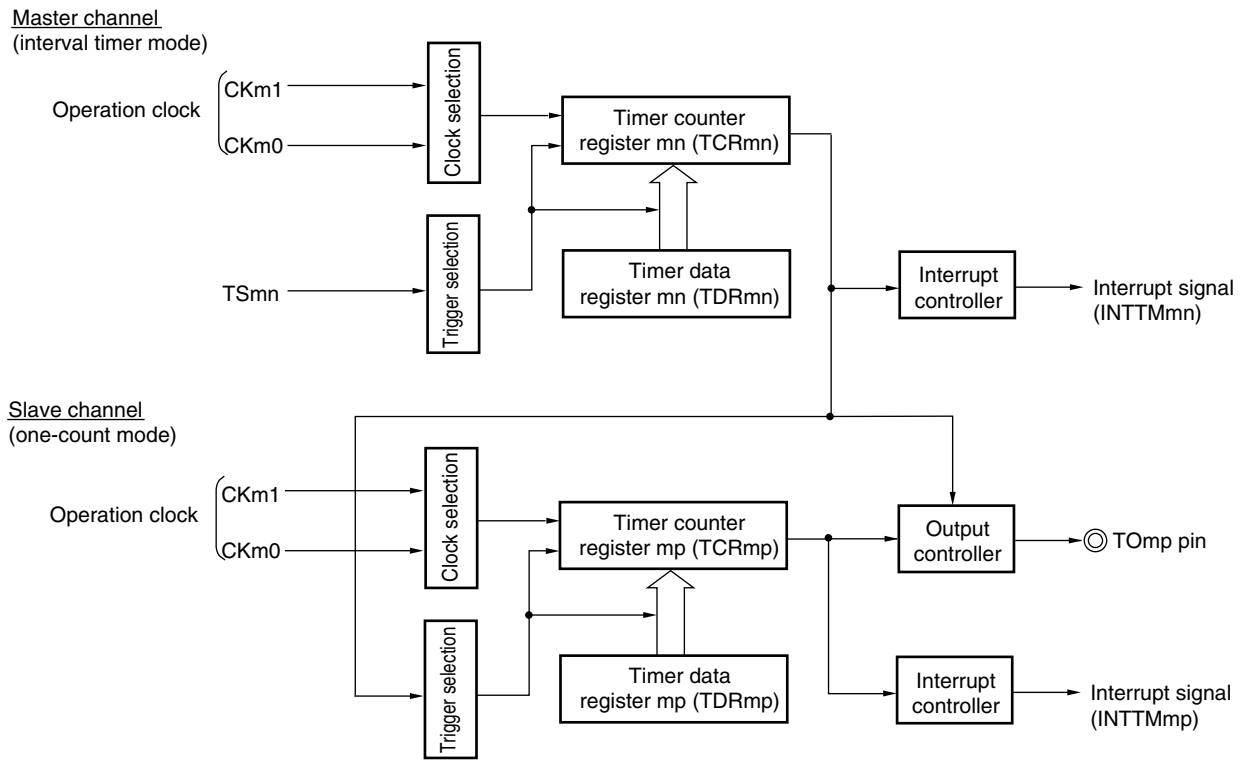 Master channel
(interval timer mode)
Operation clock
CKm1
CKm0
Clock selection
Timer counter
register mn (TCRmn)
TSmn
Trigger selection
Timer data
register mn (TDRmn)
Interrupt
controller
Interrupt signal
(INTTMmn)
Slave channel
(one-count mode)
Operation clock
CKm1
CKm0
Clock selection
Timer counter
register mp (TCRmp)
Output
controller
TOmp pin
Trigger selection
Timer data
register mp (TDRmp)
Interrupt
controller
Interrupt signal
(INTTMmp)